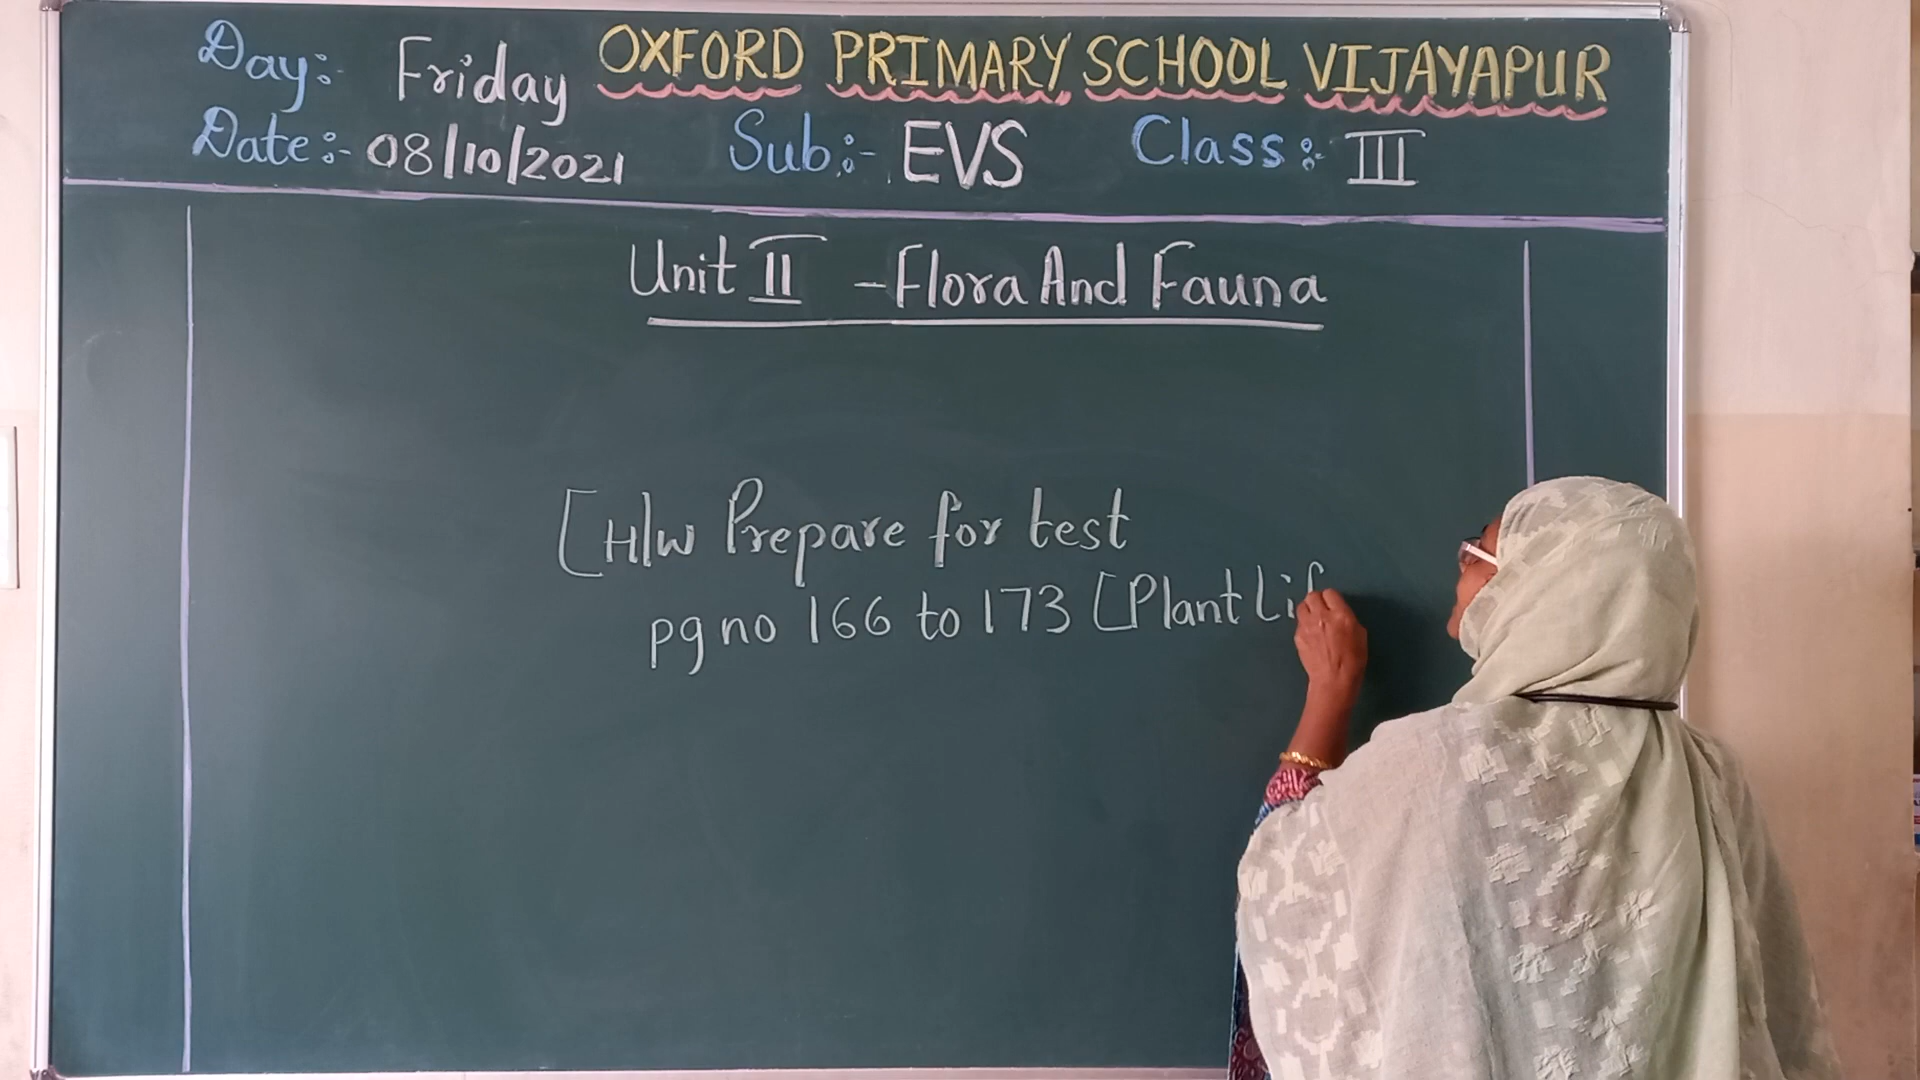 Day:- Friday OXFORD PRIMARY SCHOOL VIJAYAPUR
Date:- 08/10/2021 Sub:- EVS Class:- III
Unit II - Flora And Fauna
[H/W Prepare for test
pg no 166 to 173 [Plant Lif